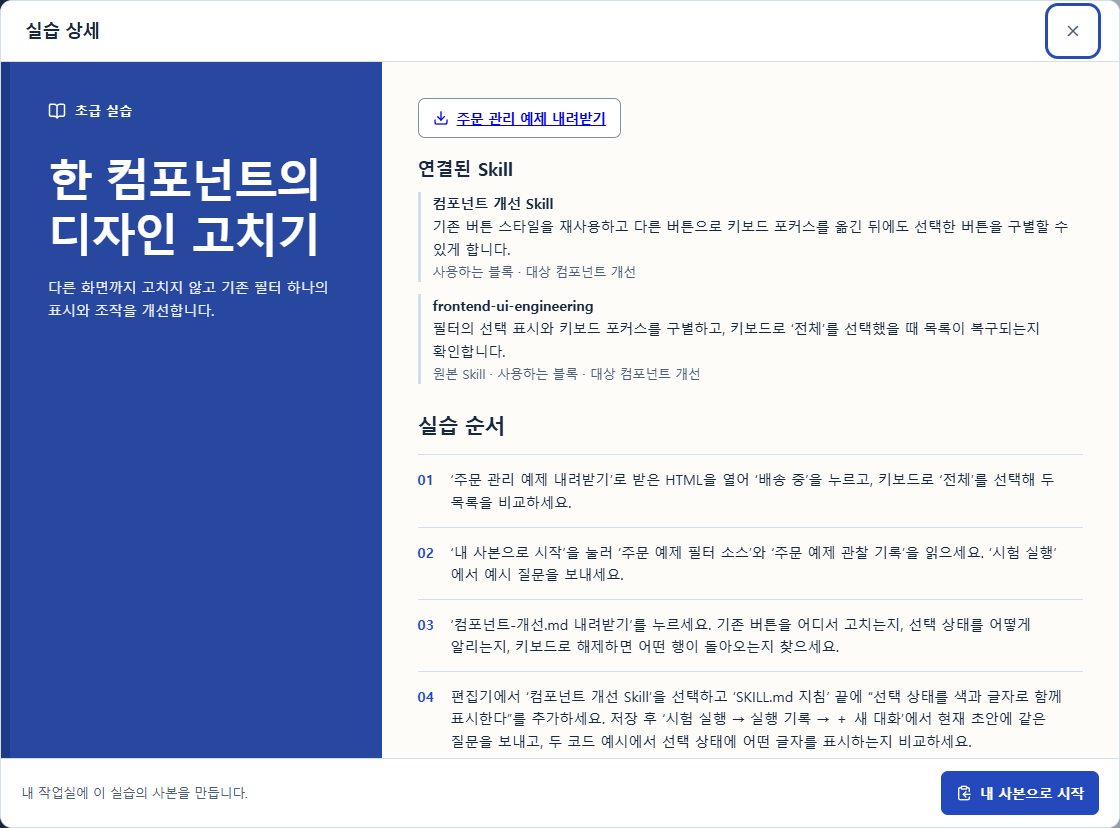 실습 상세
초급 실습
한 컴포넌트의
디자인 고치기
다른 화면까지 고치지 않고 기존 필터 하나의
표시와 조작을 개선합니다.
주문 관리 예제 내려받기
연결된 Skill
컴포넌트 개선 Skill
기존 버튼 스타일을 재사용하고 다른 버튼으로 키보드 포커스를 옮긴 뒤에도 선택한 버튼을 구별할 수
있게 합니다.
사용하는 블록 · 대상 컴포넌트 개선
frontend-ui-engineering
필터의 선택 표시와 키보드 포커스를 구별하고, 키보드로 ‘전체’를 선택했을 때 목록이 복구되는지
확인합니다.
원본 Skill · 사용하는 블록 · 대상 컴포넌트 개선
실습 순서
01 ‘주문 관리 예제 내려받기’로 받은 HTML을 열어 ‘배송 중’을 누르고, 키보드로 ‘전체’를 선택해 두
목록을 비교하세요.
02 ‘내 사본으로 시작’을 눌러 ‘주문 예제 필터 소스’와 ‘주문 예제 관찰 기록’을 읽으세요. ‘시험 실행’
에서 예시 질문을 보내세요.
03 ‘컴포넌트-개선.md 내려받기’를 누르세요. 기존 버튼을 어디서 고치는지, 선택 상태를 어떻게
알리는지, 키보드로 해제하면 어떤 행이 돌아오는지 찾으세요.
04 편집기에서 ‘컴포넌트 개선 Skill’을 선택하고 ‘SKILL.md 지침’ 끝에 “선택 상태를 색과 글자로 함께
표시한다”를 추가하세요. 저장 후 ‘시험 실행 → 실행 기록 → + 새 대화’에서 현재 초안에 같은
질문을 보내고, 두 코드 예시에서 선택 상태에 어떤 글자를 표시하는지 비교하세요.
내 작업실에 이 실습의 사본을 만듭니다.
내 사본으로 시작